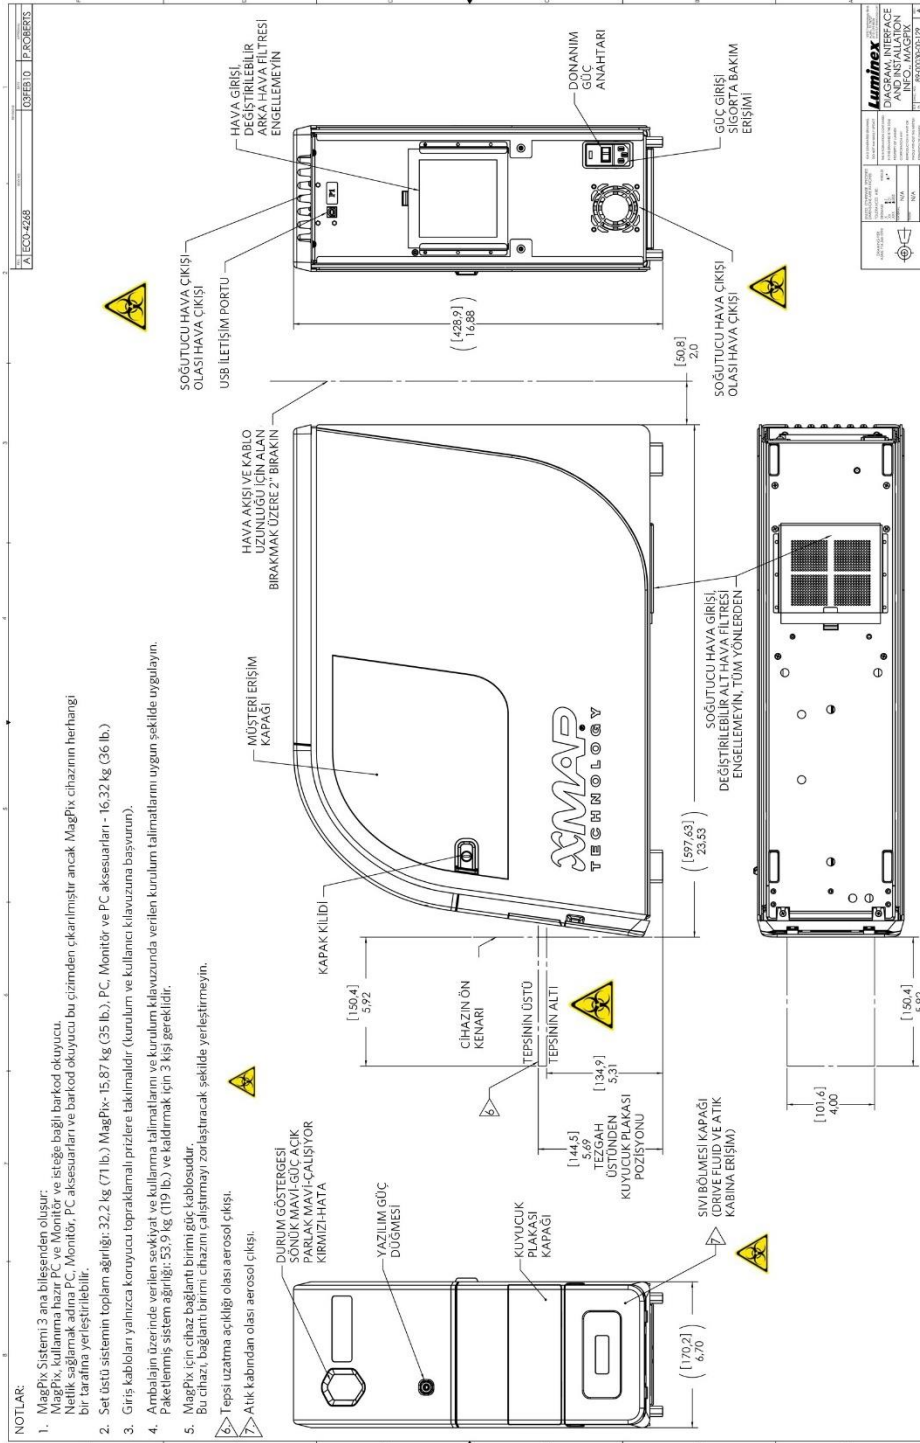 NOTLAR:
1. MagPix Sistemi 3 ana bileşenden oluşur:
MagPix, kullanıma hazır PC ve Monitör ve isteğe bağlı barkod okuyucu.
Netlik sağlamak adına PC, Monitör, PC aksesuarları ve barkod okuyucu bu çizimden çıkarılmıştır ancak MagPix cihazının herhangi
bir tarafına yerleştirilebilir.
2. Set üstü sistemin toplam ağırlığı: 32,2 kg (71 lb.) MagPix- 15,87 kg (35 lb.), PC, Monitör ve PC aksesuarları - 16,32 kg (36 lb.)
3. Giriş kabloları yalnızca koruyucu topraklamalı prizlere takılmalıdır (kurulum ve kullanıcı kılavuzuna başvurun).
4. Ambalajın üzerinde verilen sevkiyat ve kullanma talimatlarını ve kurulum kılavuzunda verilen kurulum talimatlarını uygun şekilde uygulayın.
Paketlenmiş sistem ağırlığı: 53,9 kg (119 lb.) ve kaldırmak için 3 kişi gereklidir.
5. MagPix için cihaz bağlantı birimi güç kablosudur.
Bu cihazı, bağlantı birimi cihazını çalıştırmayı zorlaştıracak şekilde yerleştirmeyin.
6. Tepsi uzatma açıklığı olası aerosol çıkışı.
7. Atık kabından olası aerosol çıkışı.
A ECO-4268 03FEB10 P.ROBERTS
DURUM GÖSTERGESİ
SÖNÜK MAVİ-GÜÇ AÇIK
PARLAK MAVİ-ÇALIŞIYOR
KIRMIZI-HATA
YAZILIM GÜÇ
DÜĞMESİ
KUYUCUK
PLAKASI
KAPAĞI
7
SIVI BÖLMESİ KAPAĞI
(DRIVE FLUID VE ATIK
KABINA ERİŞİM)
[170,2]
6,70
KAPAK KİLİDİ
MÜŞTERİ ERİŞİM
KAPAĞI
HAVA AKIŞI VE KABLO
UZUNLUĞU İÇİN ALAN
BIRAKMAK ÜZERE 2" BIRAKIN
[150,4]
5,92
CİHAZIN ÖN
KENARI
6
TEPSİNİN ÜSTÜ
TEPSİNİN ALTI
[134,9]
5,31
[144,5]
5,69
TEZGAH
ÜSTÜNDEN
KUYUCUK PLAKASI
POZİSYONU
xMAP
TECHNOLOGY
[597,63]
23,53
[50,8]
2,0
SOĞUTUCU HAVA ÇIKIŞI
OLASI HAVA ÇIKIŞI
USB İLETİŞİM PORTU
HAVA GİRİŞİ,
DEĞİŞTİRİLEBİLİR
ARKA HAVA FİLTRESİ
ENGELLEMEYİN
P1
[428,9]
16,88
DONANIM
GÜÇ
ANAHTARI
GÜÇ GİRİŞİ
SİGORTA BAKIM
ERİŞİMİ
SOĞUTUCU HAVA ÇIKIŞI
OLASI HAVA ÇIKIŞI
SOĞUTUCU HAVA GİRİŞİ,
DEĞİŞTİRİLEBİLİR ALT HAVA FİLTRESİ
ENGELLEMEYİN, TÜM YÖNLERDEN
[101,6]
4,00
[150,4]
5,92
Luminex
DIAGRAM, INTERFACE
AND INSTALLATION
INFO., MAGPIX
N/A
N/A